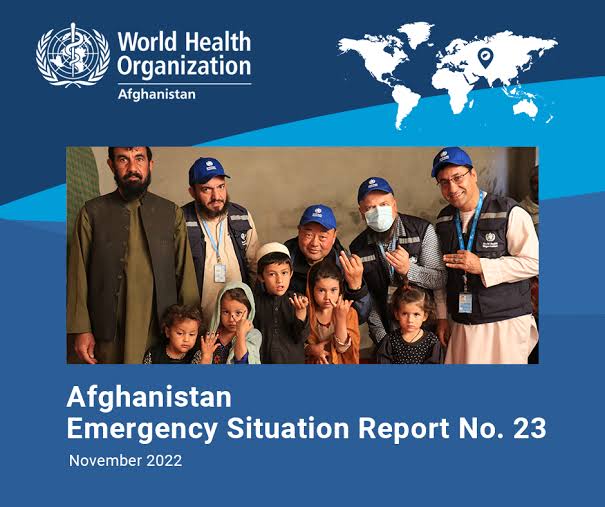 World Health
Organization
Afghanistan
Afghanistan
Emergency Situation Report No. 23
November 2022